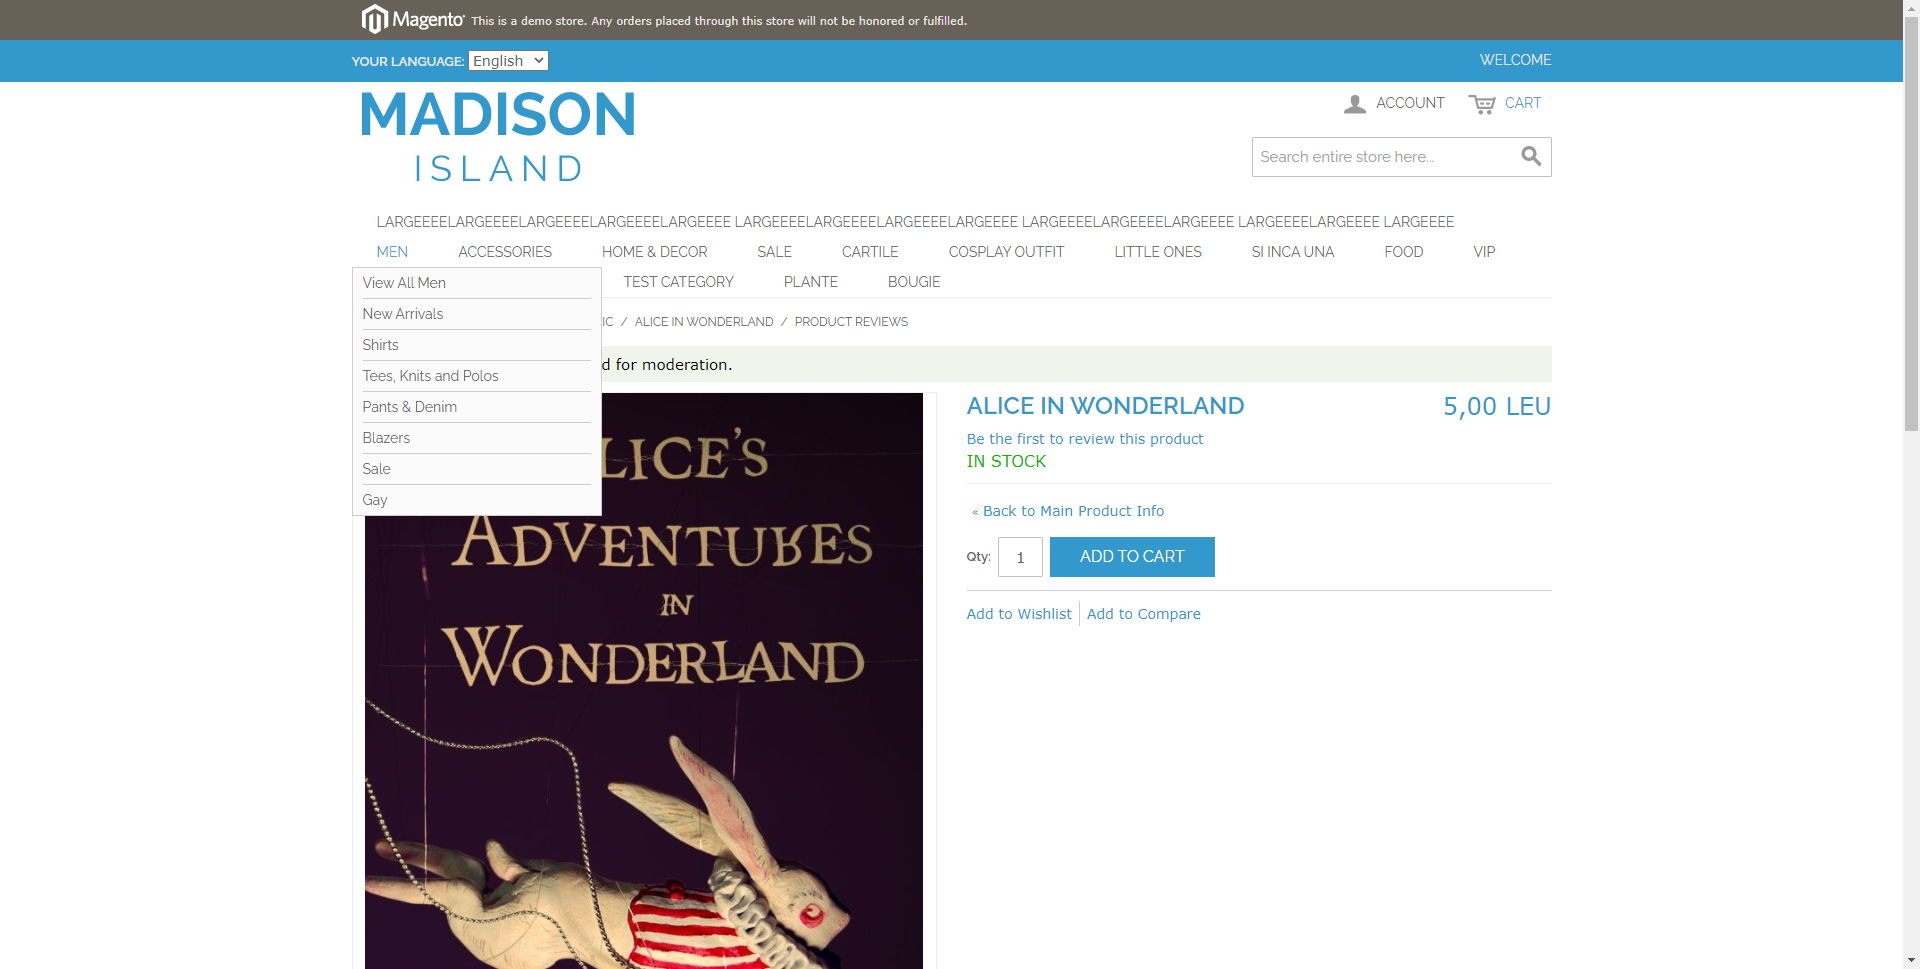 Magento This is a demo store. Any orders placed through this store will not be honored or fulfilled.
YOUR LANGUAGE: English
WELCOME
MADISON
ISLAND
ACCOUNT
CART
Search entire store here...
LARGEEEELARGEEEELARGEEEELARGEEEELARGEEEE LARGEEEELARGEEEELARGEEEELARGEEEE LARGEEEELARGEEEELARGEEEE LARGEEEELARGEEEE LARGEEEE
MEN ACCESSORIES HOME & DECOR SALE CARTILE COSPLAY OUTFIT LITTLE ONES SI INCA UNA FOOD VIP
TEST CATEGORY PLANTE BOUGIE
View All Men
New Arrivals
Shirts
Tees, Knits and Polos
Pants & Denim
Blazers
Sale
Gay
/ ALICE IN WONDERLAND / PRODUCT REVIEWS
for moderation.
ALICE IN WONDERLAND
5,00 LEU
Be the first to review this product
IN STOCK
« Back to Main Product Info
Qty: 1 ADD TO CART
Add to Wishlist Add to Compare
LICE'S
ADVENTURES
IN
WONDERLAND